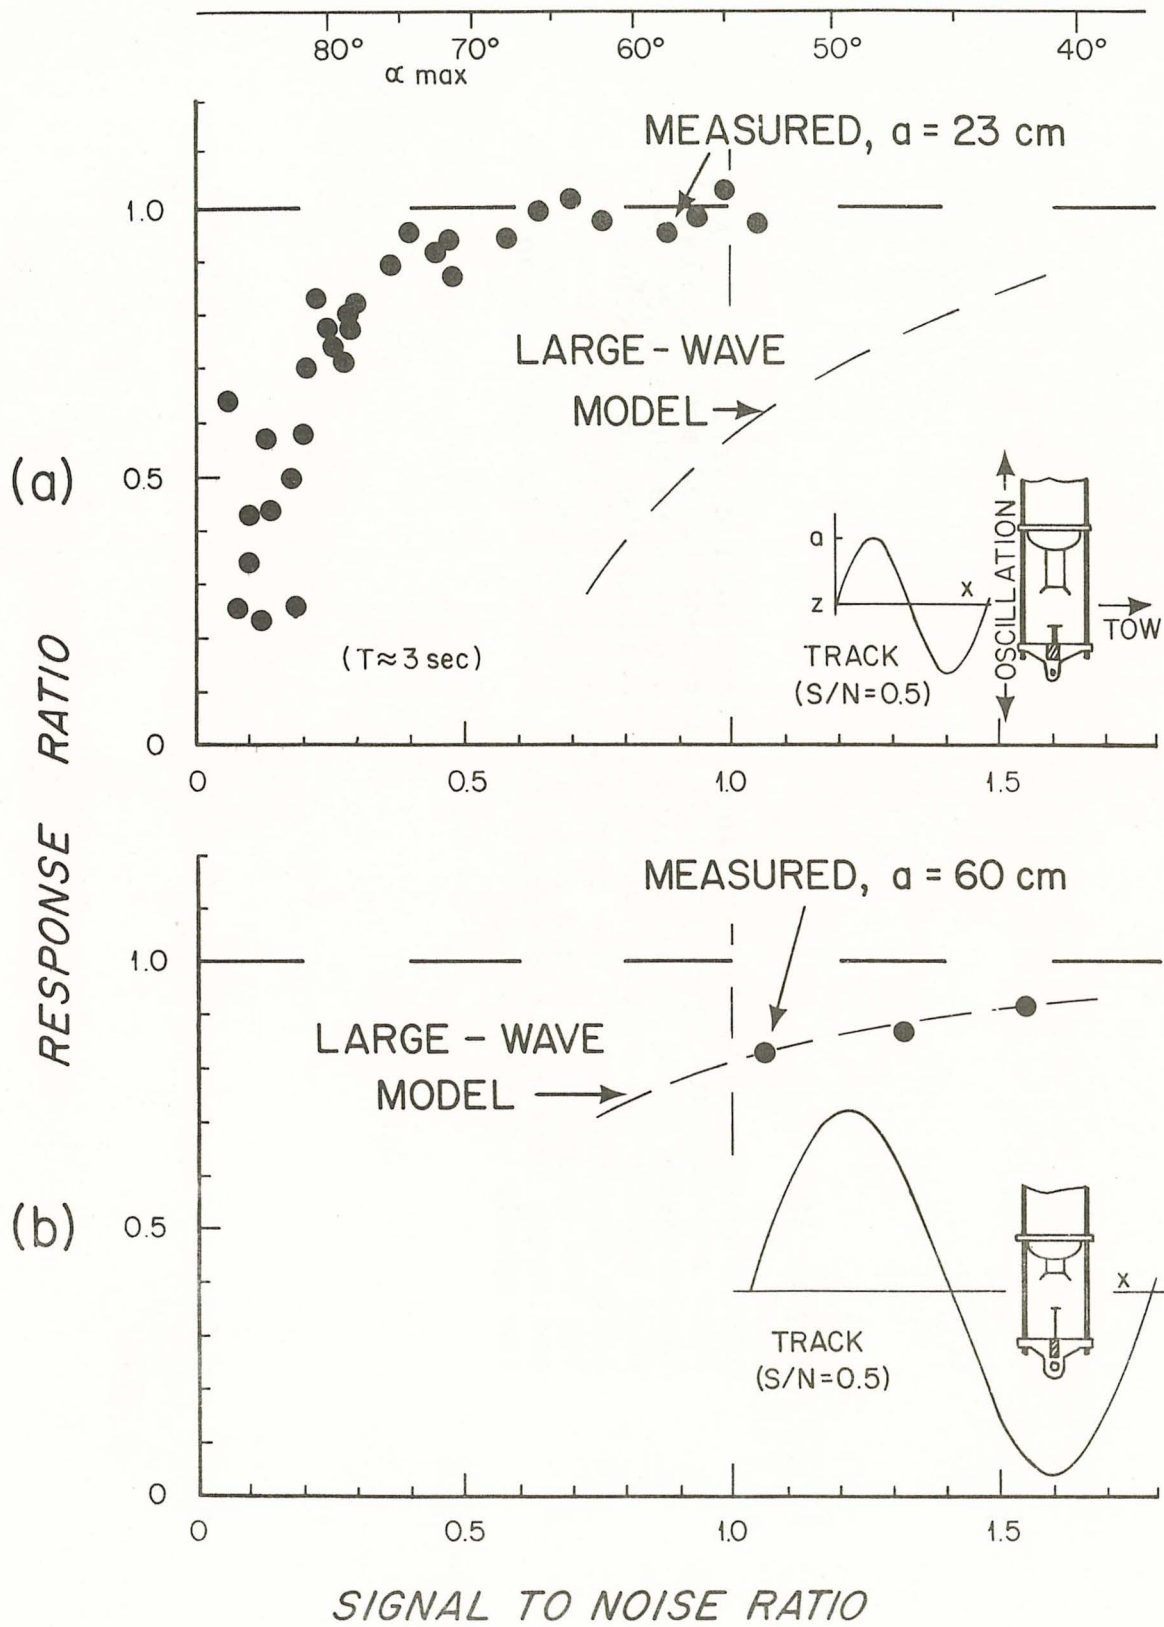 80° 70° 60° 50° 40°
α max
MEASURED, a = 23 cm
1.0
LARGE - WAVE
MODEL
(a)
0.5
a
z
x
OSCILLATION
TOW
TRACK
(S/N=0.5)
(T≈3 sec)
0
0 0.5 1.0 1.5
RESPONSE RATIO
MEASURED, a = 60 cm
1.0
LARGE - WAVE
MODEL
(b)
0.5
x
TRACK
(S/N=0.5)
0
0 0.5 1.0 1.5
SIGNAL TO NOISE RATIO